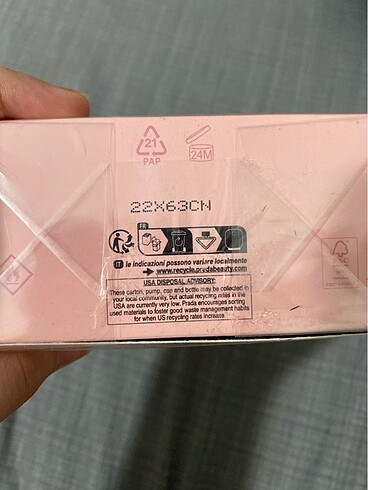 21
PAP
24M
22X63CN
FR
IT le indicazioni possono variare localmente
www.recycle.pradabeauty.com
USA DISPOSAL ADVISORY:
These carton, pump, cap and bottle may be collected in
your local community, but actual recycling rates in the
USA are currently very low. Prada encourages sorting
used materials to foster good waste management habits
for when US recycling rates increase.